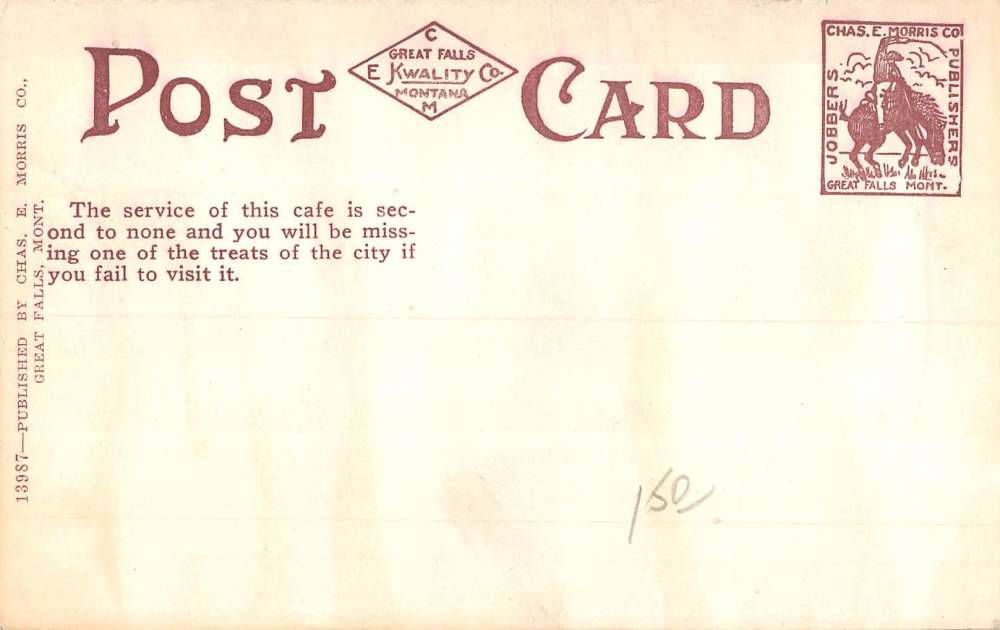 POST CARD
C
GREAT FALLS
E KWALITY Co.
MONTANA
M
CHAS. E. MORRIS CO
JOBBERS
PUBLISHERS
GREAT FALLS MONT.
The service of this cafe is sec-
ond to none and you will be miss-
ing one of the treats of the city if
you fail to visit it.
13987—PUBLISHED BY CHAS. E. MORRIS CO.,
GREAT FALLS, MONT.
150